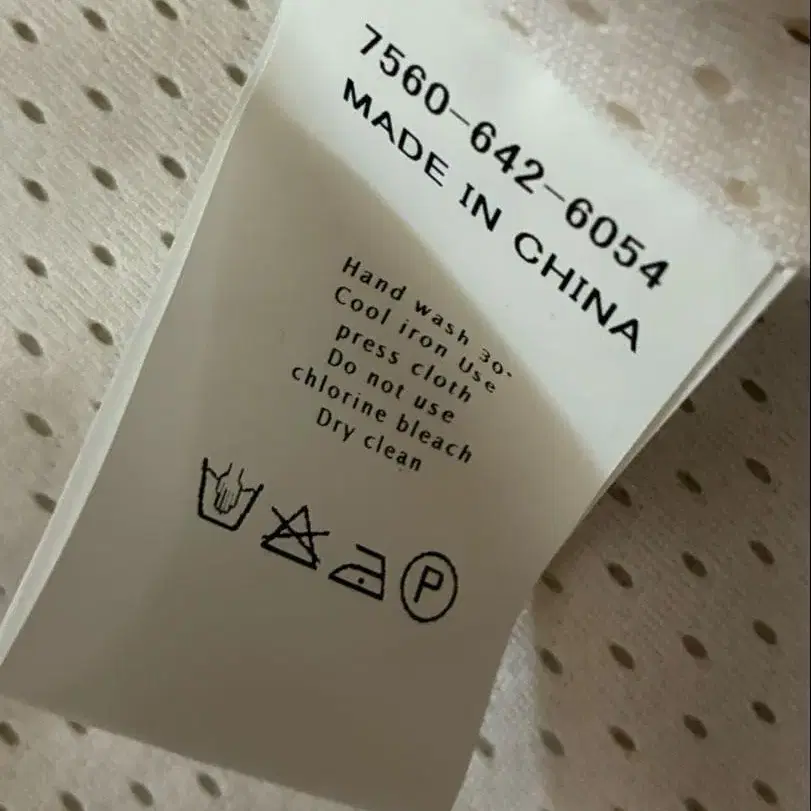 7560-642-6054
MADE IN CHINA
Hand wash 30°
Cool iron Use
press cloth
Do not use
chlorine bleach
Dry clean
P